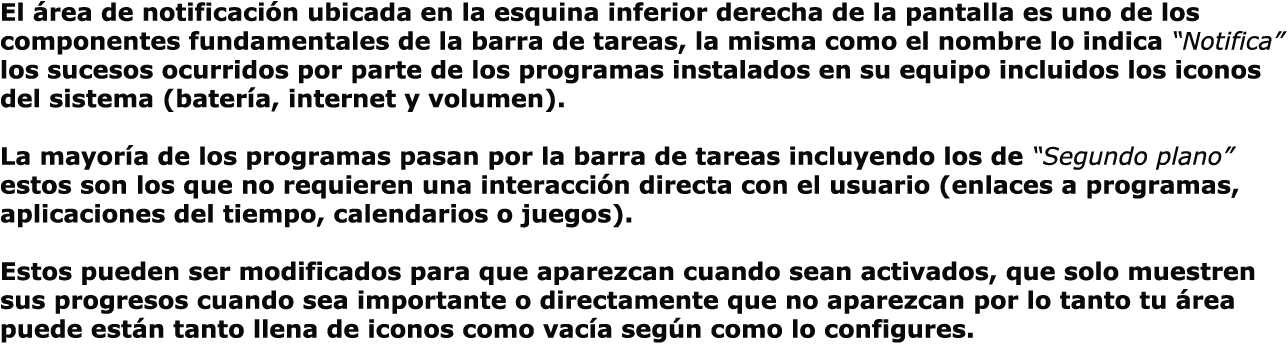 El área de notificación ubicada en la esquina inferior derecha de la pantalla es uno de los
componentes fundamentales de la barra de tareas, la misma como el nombre lo indica “Notifica”
los sucesos ocurridos por parte de los programas instalados en su equipo incluidos los iconos
del sistema (batería, internet y volumen).
La mayoría de los programas pasan por la barra de tareas incluyendo los de “Segundo plano”
estos son los que no requieren una interacción directa con el usuario (enlaces a programas,
aplicaciones del tiempo, calendarios o juegos).
Estos pueden ser modificados para que aparezcan cuando sean activados, que solo muestren
sus progresos cuando sea importante o directamente que no aparezcan por lo tanto tu área
puede están tanto llena de iconos como vacía según como lo configures.